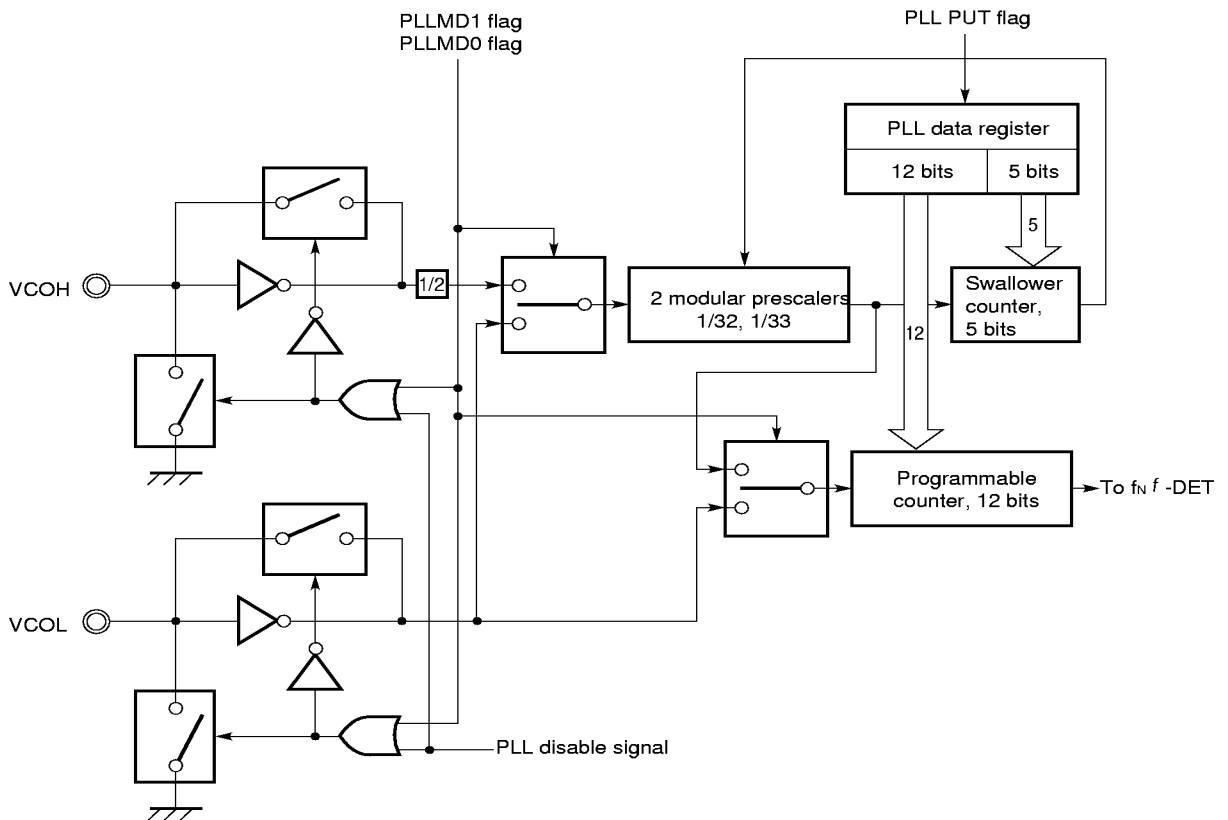 PLLMD1 flag
PLLMD0 flag
PLL PUT flag
PLL data register
12 bits
5 bits
5
12
VCOH
1/2
2 modular prescalers
1/32, 1/33
Swallower
counter,
5 bits
Programmable
counter, 12 bits
To fN f -DET
VCOL
PLL disable signal